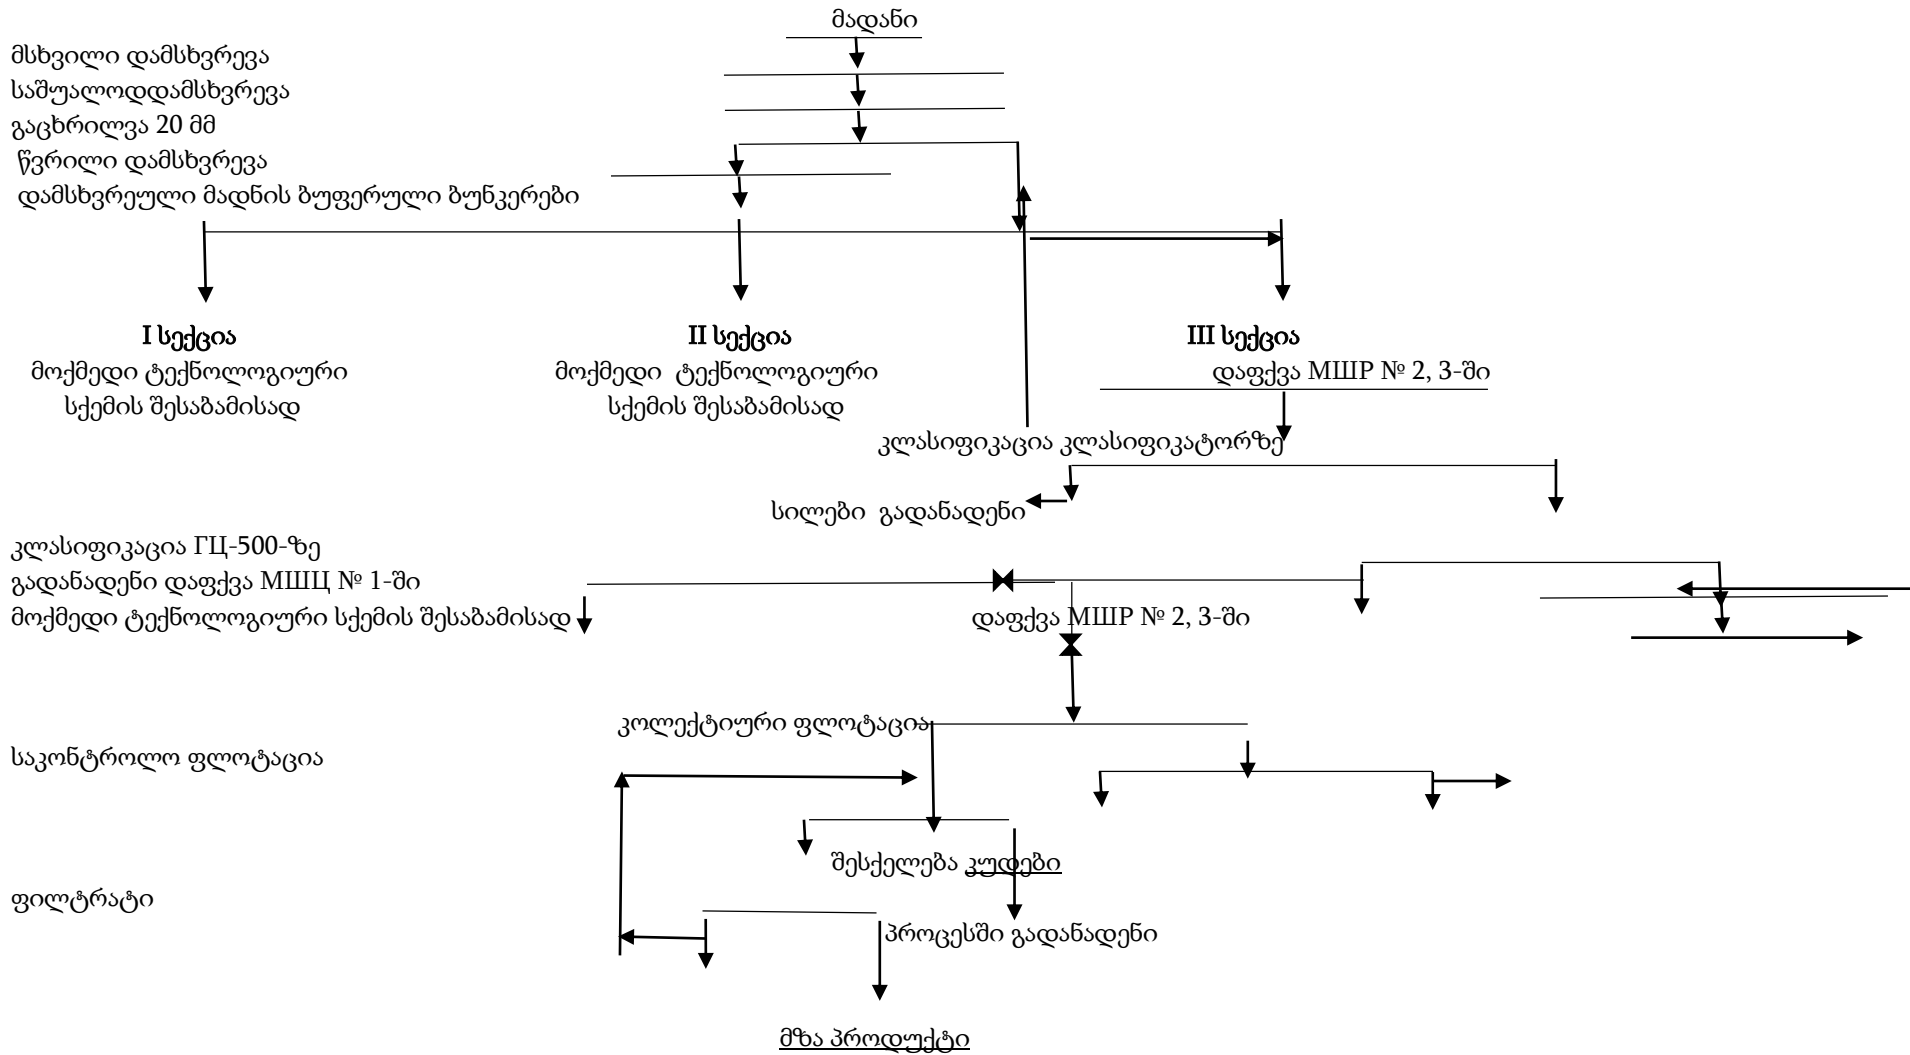 მადანი
მსხვილი დამსხვრევა
საშუალოდდამსხვრევა
გაცხრილვა 20 მმ
წვრილი დამსხვრევა
დამსხვრეული მადნის ბუფერული ბუნკერები
I სექცია II სექცია III სექცია
მოქმედი ტექნოლოგიური მოქმედი ტექნოლოგიური დაფქვა МШР № 2, 3-ში
სქემის შესაბამისად სქემის შესაბამისად
კლასიფიკაცია კლასიფიკატორზე
სილები გადანადენი
კლასიფიკაცია ГЦ-500-ზე
გადანადენი დაფქვა МШЦ № 1-ში
მოქმედი ტექნოლოგიური სქემის შესაბამისად დაფქვა МШР № 2, 3-ში
კოლექტიური ფლოტაცია
საკონტროლო ფლოტაცია
შესქელება კუდები
ფილტრატი
პროცესში გადანადენი
მზა პროდუქტი